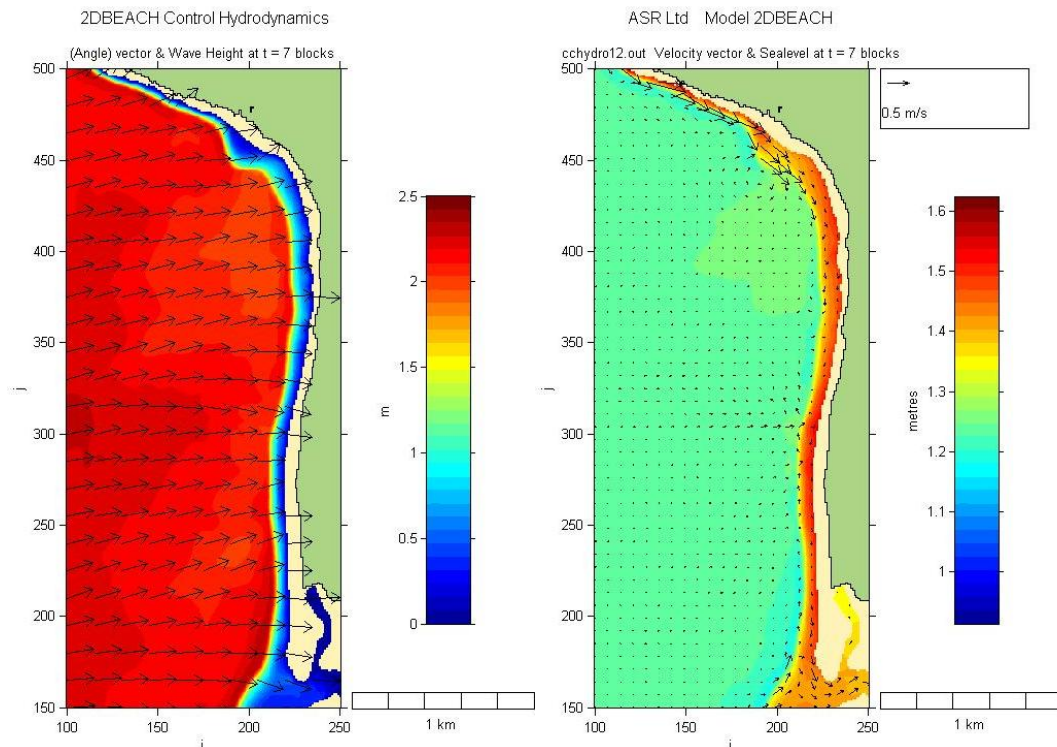 2DBEACH Control Hydrodynamics
(Angle) vector & Wave Height at t = 7 blocks
500
450
400
350
300
250
200
150
j
r
100
150
200
250
i
2.5
2
1.5
1
0.5
0
m
1 km
ASR Ltd Model 2DBEACH
cchydro12.out Velocity vector & Sealevel at t = 7 blocks
500
450
400
350
300
250
200
150
j
r
100
150
200
250
i
0.5 m/s
1.6
1.5
1.4
1.3
1.2
1.1
1
metres
1 km